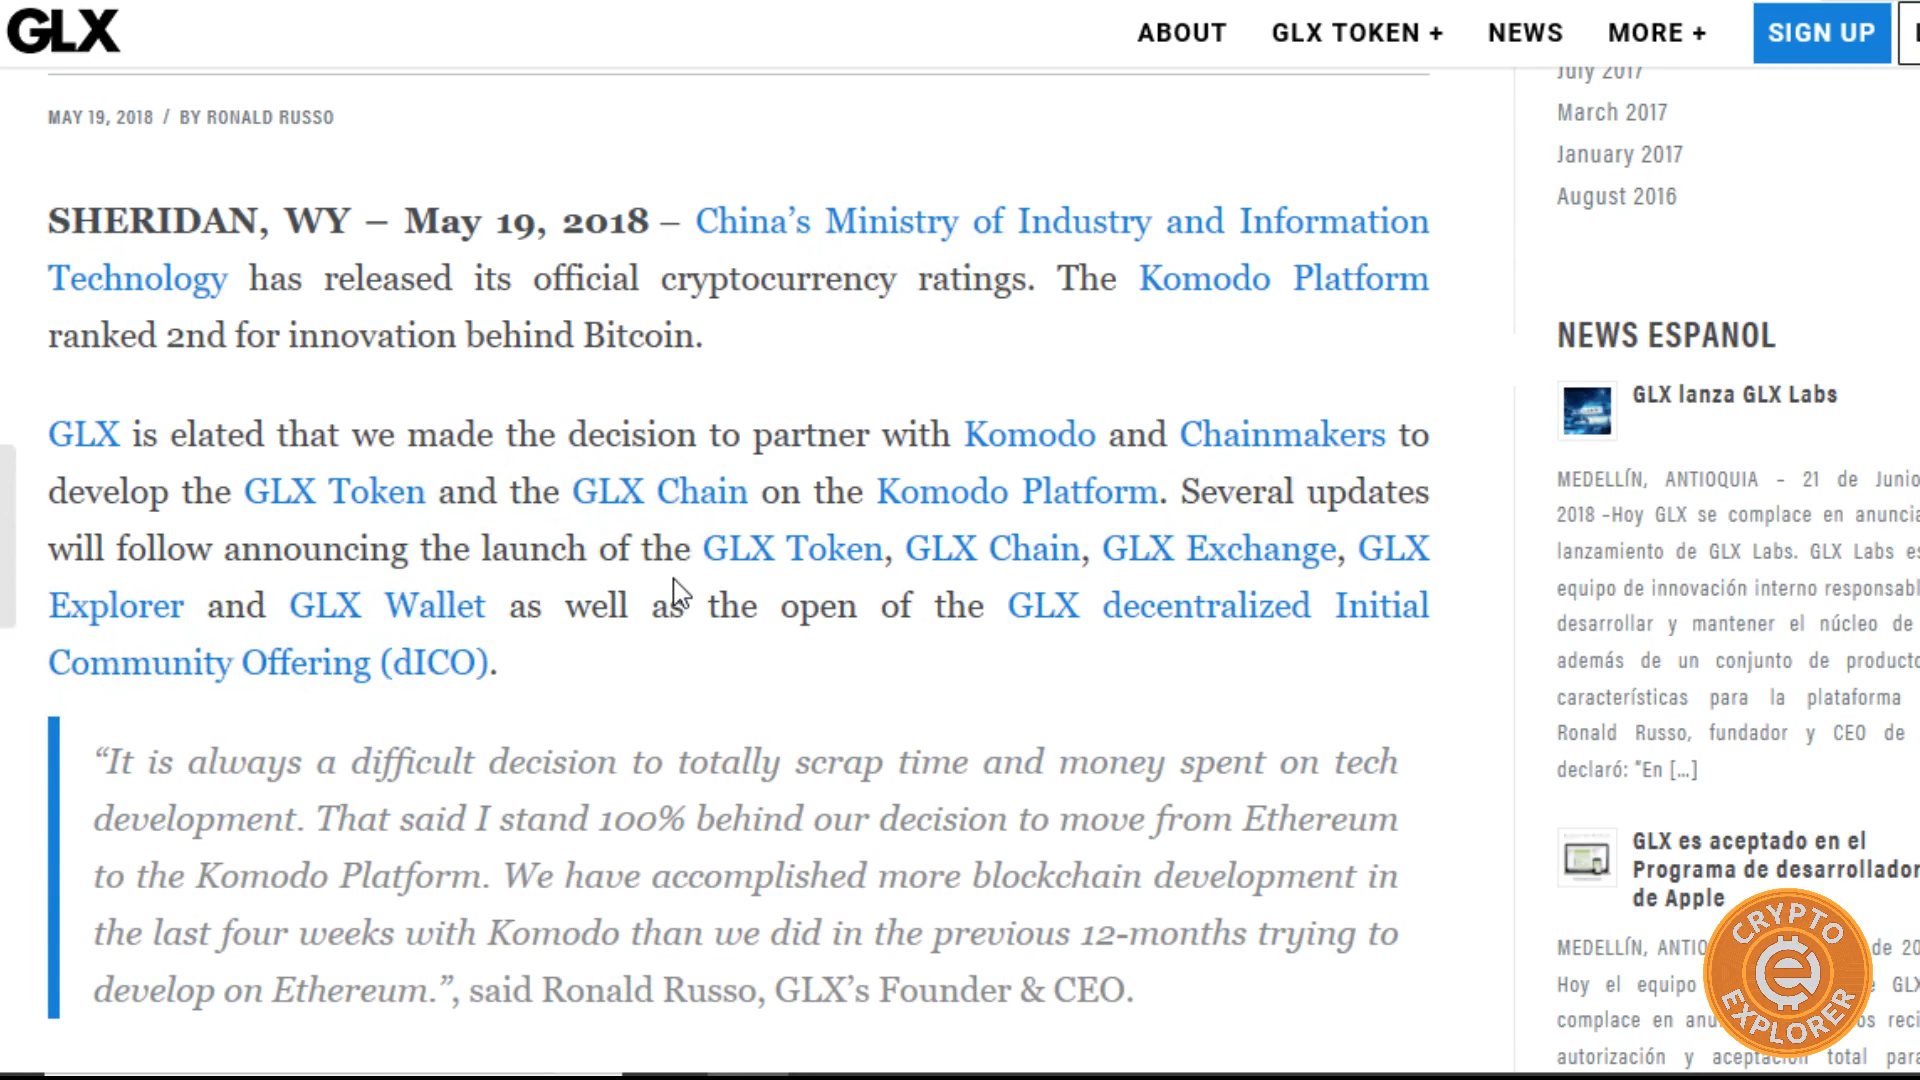 GLX
ABOUT GLX TOKEN + NEWS MORE + SIGN UP
MAY 19, 2018 / BY RONALD RUSSO
SHERIDAN, WY – May 19, 2018 – China’s Ministry of Industry and Information
Technology has released its official cryptocurrency ratings. The Komodo Platform
ranked 2nd for innovation behind Bitcoin.
GLX is elated that we made the decision to partner with Komodo and Chainmakers to
develop the GLX Token and the GLX Chain on the Komodo Platform. Several updates
will follow announcing the launch of the GLX Token, GLX Chain, GLX Exchange, GLX
Explorer and GLX Wallet as well as the open of the GLX decentralized Initial
Community Offering (dICO).
“It is always a difficult decision to totally scrap time and money spent on tech
development. That said I stand 100% behind our decision to move from Ethereum
to the Komodo Platform. We have accomplished more blockchain development in
the last four weeks with Komodo than we did in the previous 12-months trying to
develop on Ethereum.”, said Ronald Russo, GLX’s Founder & CEO.
July 2017
March 2017
January 2017
August 2016
NEWS ESPANOL
GLX lanza GLX Labs
MEDELLÍN, ANTIOQUIA – 21 de Junio
2018 –Hoy GLX se complace en
lanzamiento de GLX Labs. GLX Labs
equipo de innovación interno
desarrollar y mantener el núcleo de
además de un conjunto de
características para la plataforma
Ronald Russo, fundador y CEO de
declaró: “En [...]
GLX es aceptado en el
Programa de desarrollador
de Apple
MEDELLÍN, de
Hoy el equipo GLX
complace en
autorización y aceptación total para
CRYPTO
EXPLORER